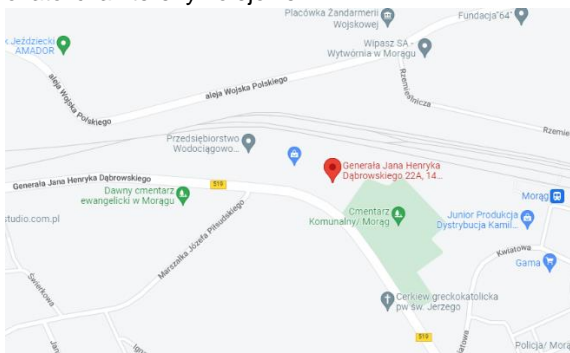 Placówka Żandarmerii
Wojskowej
Fundacja"64"
k Jeździecki
AMADOR
Wipasz SA -
Wytwórnia w Morągu
aleja Wojska Polskiego
aleja Wojska Polskiego
Rzemieślnicza
Przedsiębiorstwo
Wodociągowo...
Rzemie
Generała Jana Henryka
Dąbrowskiego 22A, 14...
Generała Jana Henryka Dąbrowskiego
519
Dawny cmentarz
ewangelicki w Morągu
Morąg
Cmentarz
Komunalny/ Morąg
Junior Produkcja
Dystrybucja Kamil...
studio.com.pl
Marszałka Józefa Piłsudskiego
Kwiatowa
Gama
Świerkowa
Cerkiew greckokatolicka
pw św. Jerzego
519
Jan
Policja/ Morą